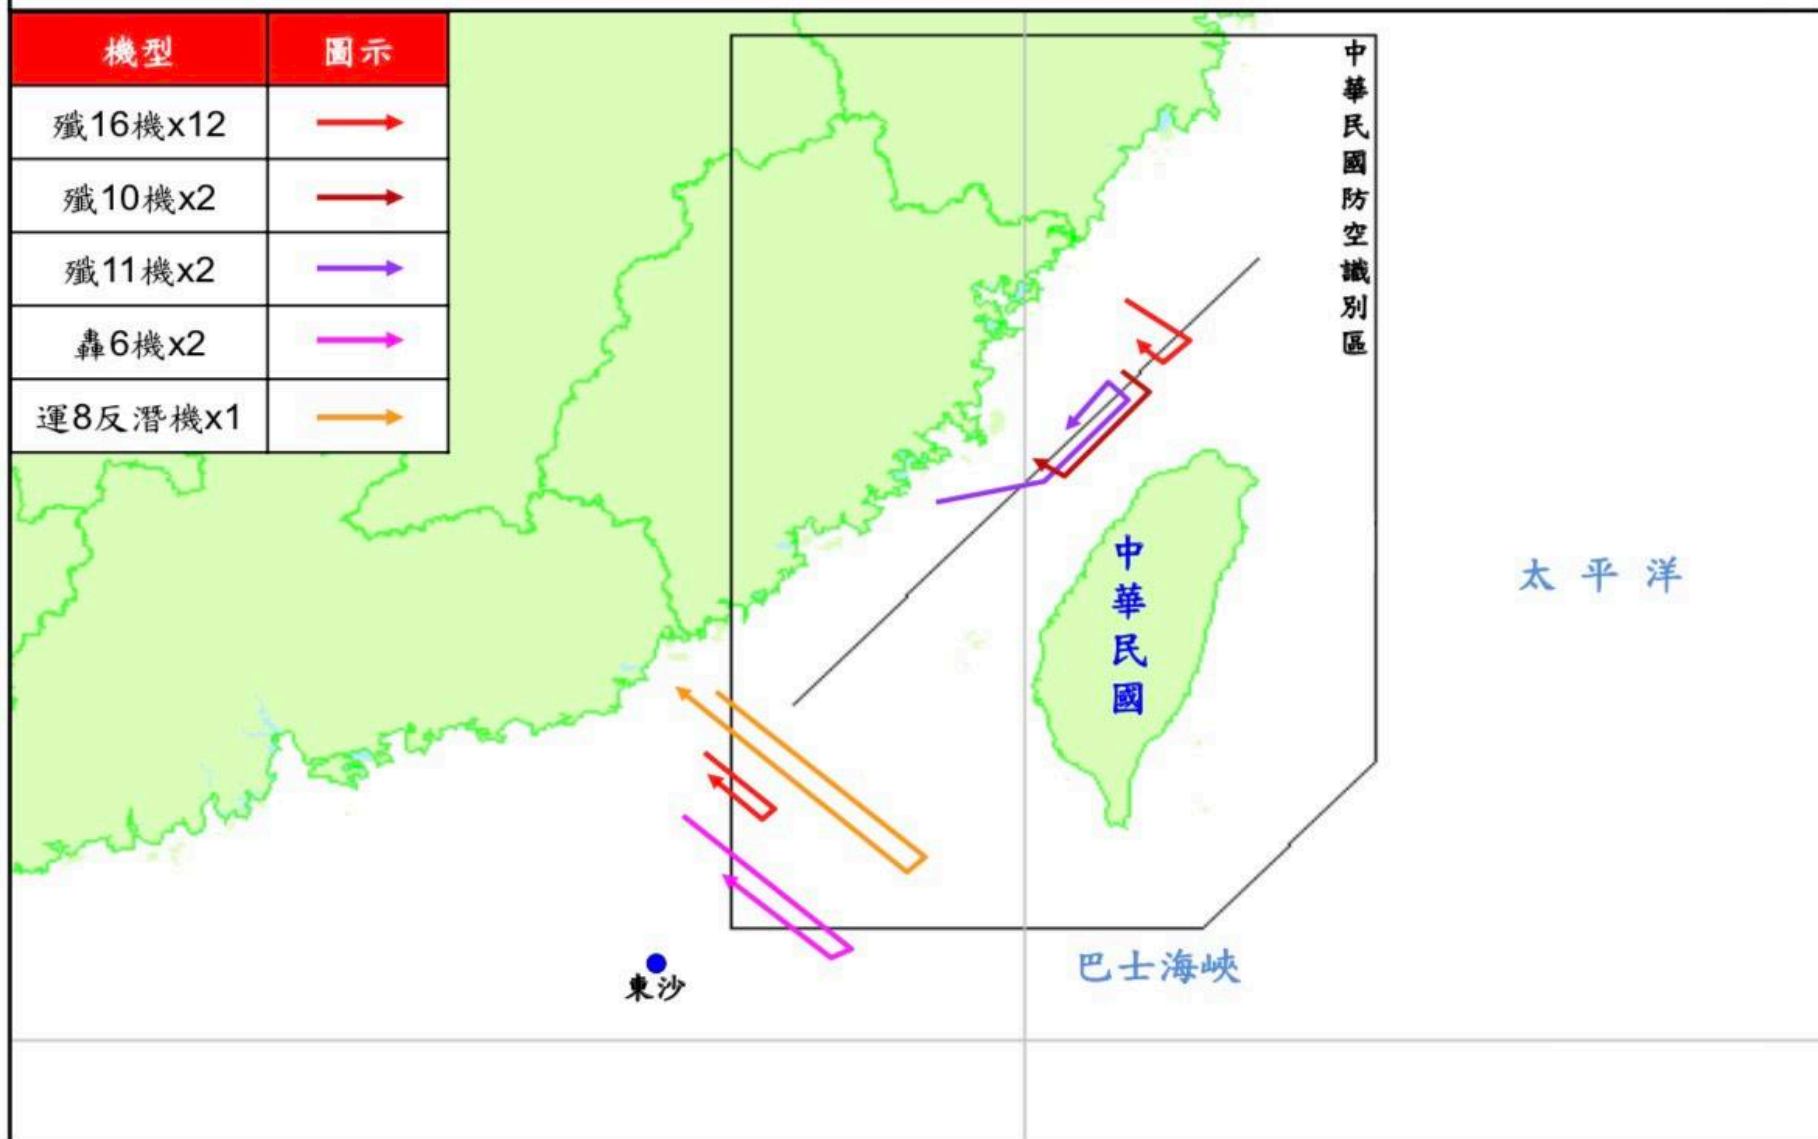 機型 圖示
殲16機x12
殲10機x2
殲11機x2
轟6機x2
運8反潛機x1
中華民國防空識別區
中華民國
太平洋
巴士海峽
東沙